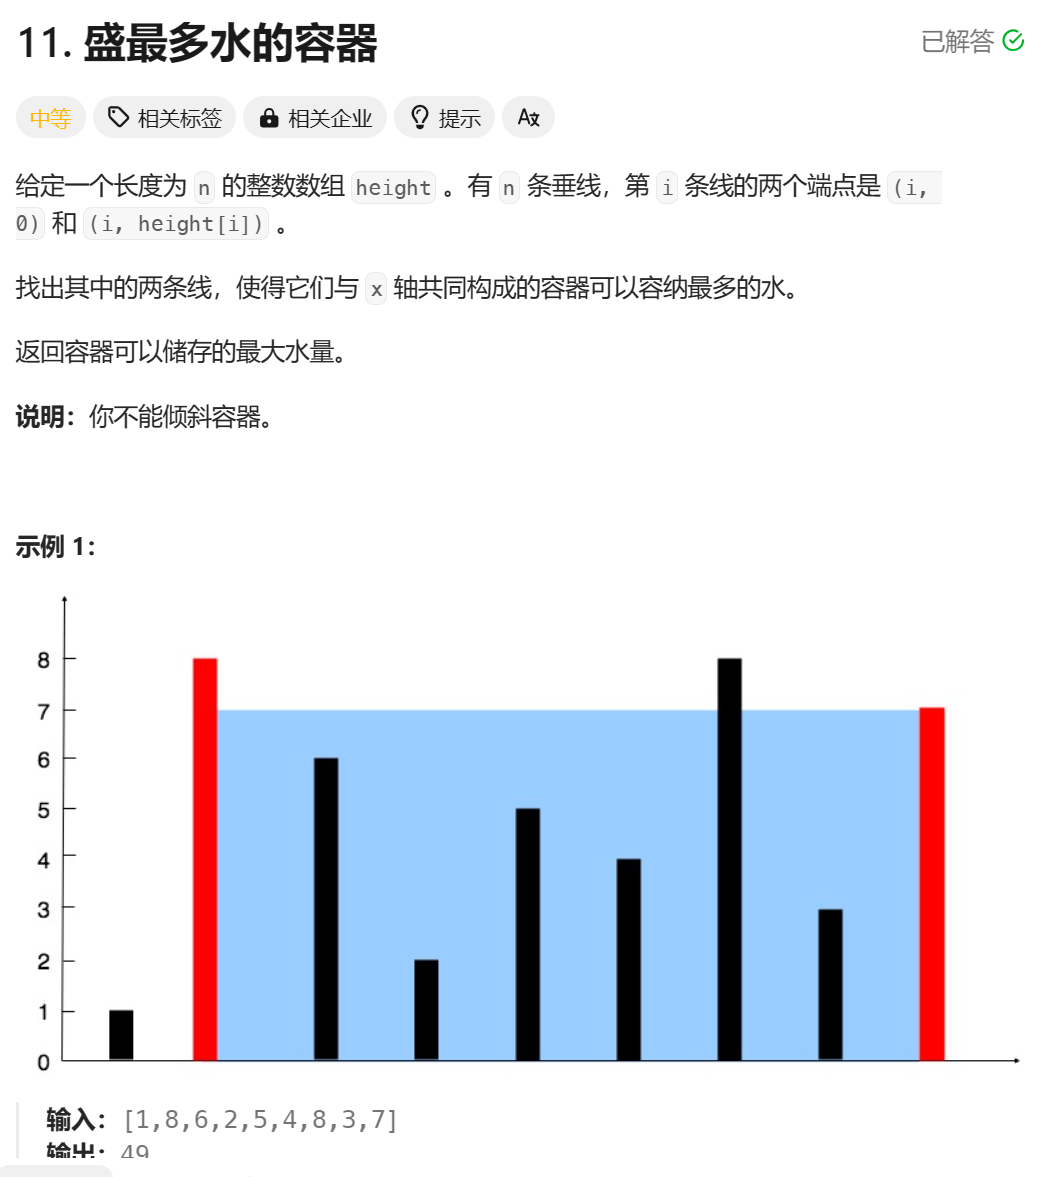 11. 盛最多水的容器
已解答
中等 相关标签 相关企业 提示
给定一个长度为 n 的整数数组 height 。有 n 条垂线，第 i 条线的两个端点是 (i,
0) 和 (i, height[i]) 。
找出其中的两条线，使得它们与 x 轴共同构成的容器可以容纳最多的水。
返回容器可以储存的最大水量。
说明：你不能倾斜容器。
示例 1：
8
7
6
5
4
3
2
1
0
输入：[1,8,6,2,5,4,8,3,7]
输出：49